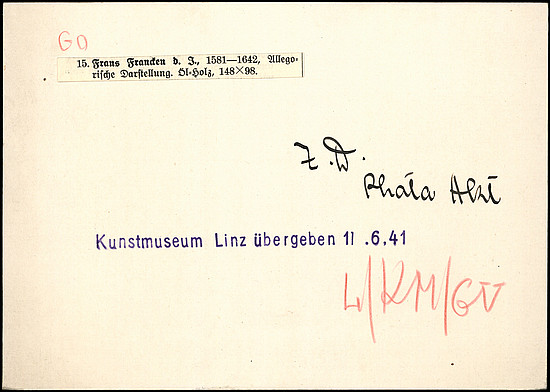 GO
15. Frans Francken d. J., 1581—1642, Allego-
rische Darstellung. Öl-Holz, 148×98.
Z. D.
Alt
Kunstmuseum Linz übergeben 11.6.41
L/KM/GV